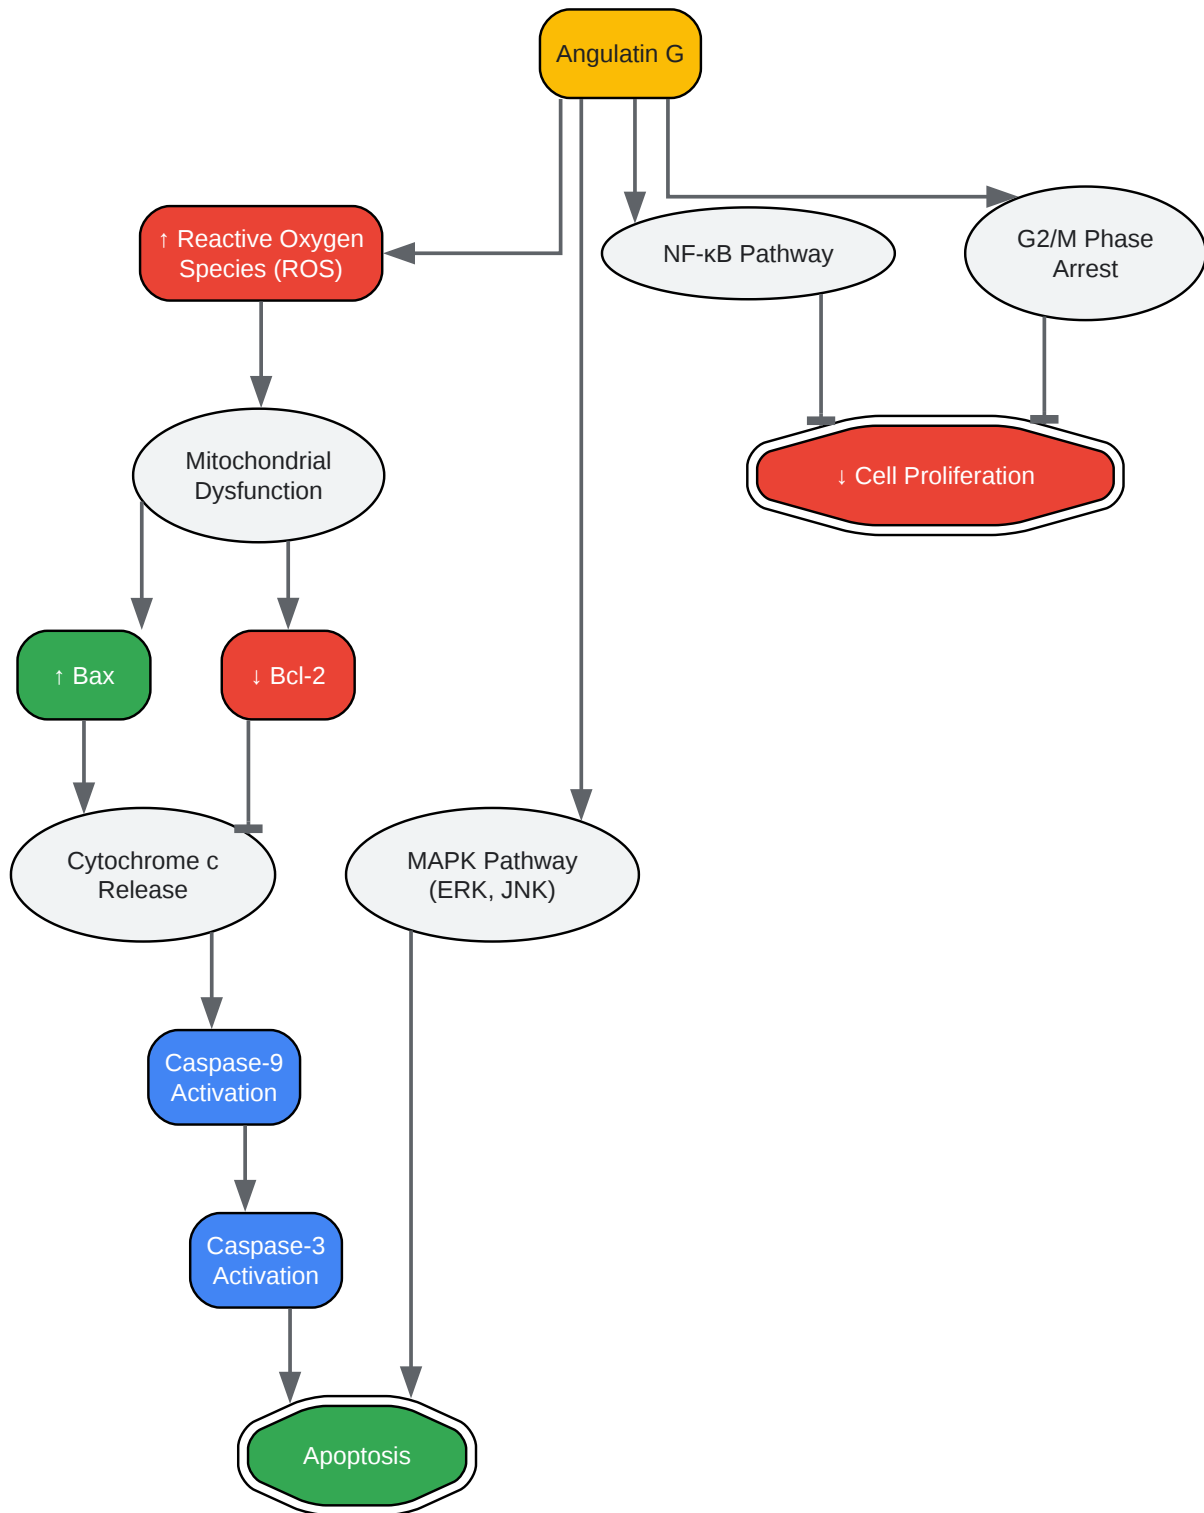 Angulatin G
↑ Reactive Oxygen
Species (ROS)
NF-κB Pathway
G2/M Phase
Arrest
Mitochondrial
Dysfunction
↓ Cell Proliferation
↑ Bax
↓ Bcl-2
Cytochrome c
Release
MAPK Pathway
(ERK, JNK)
Caspase-9
Activation
Caspase-3
Activation
Apoptosis